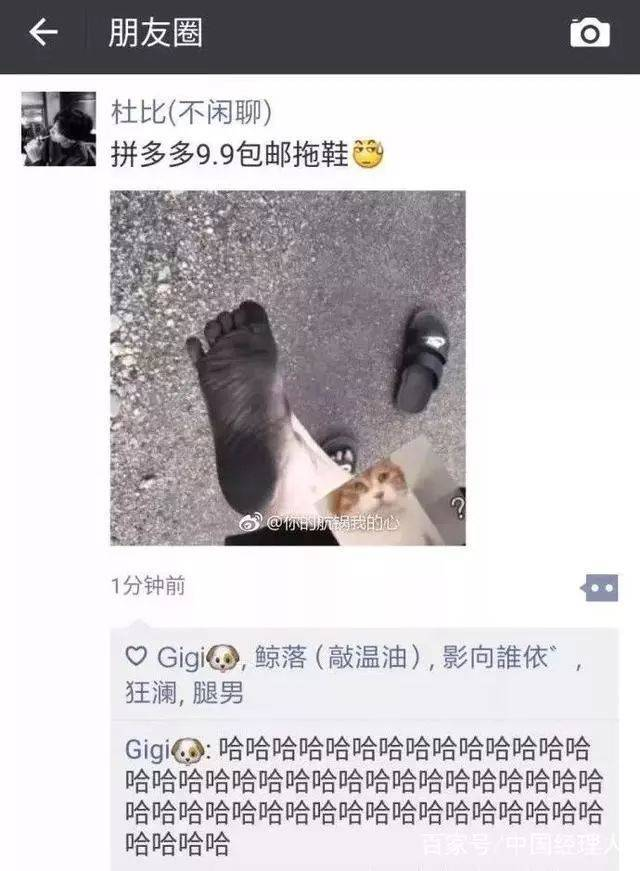 朋友圈
杜比(不闲聊)
拼多多9.9包邮拖鞋
?
@你的航锅我的心
1分钟前
Gigi, 鲸落（敲温油）, 影向誰依゛,
狂澜, 腿男
Gigi: 哈哈哈哈哈哈哈哈哈哈哈哈哈哈
哈哈哈哈哈哈哈哈哈哈哈哈哈哈哈哈哈哈
哈哈哈哈哈哈哈哈哈哈哈哈哈哈哈哈哈哈
哈哈哈哈
百家号/中国经理人